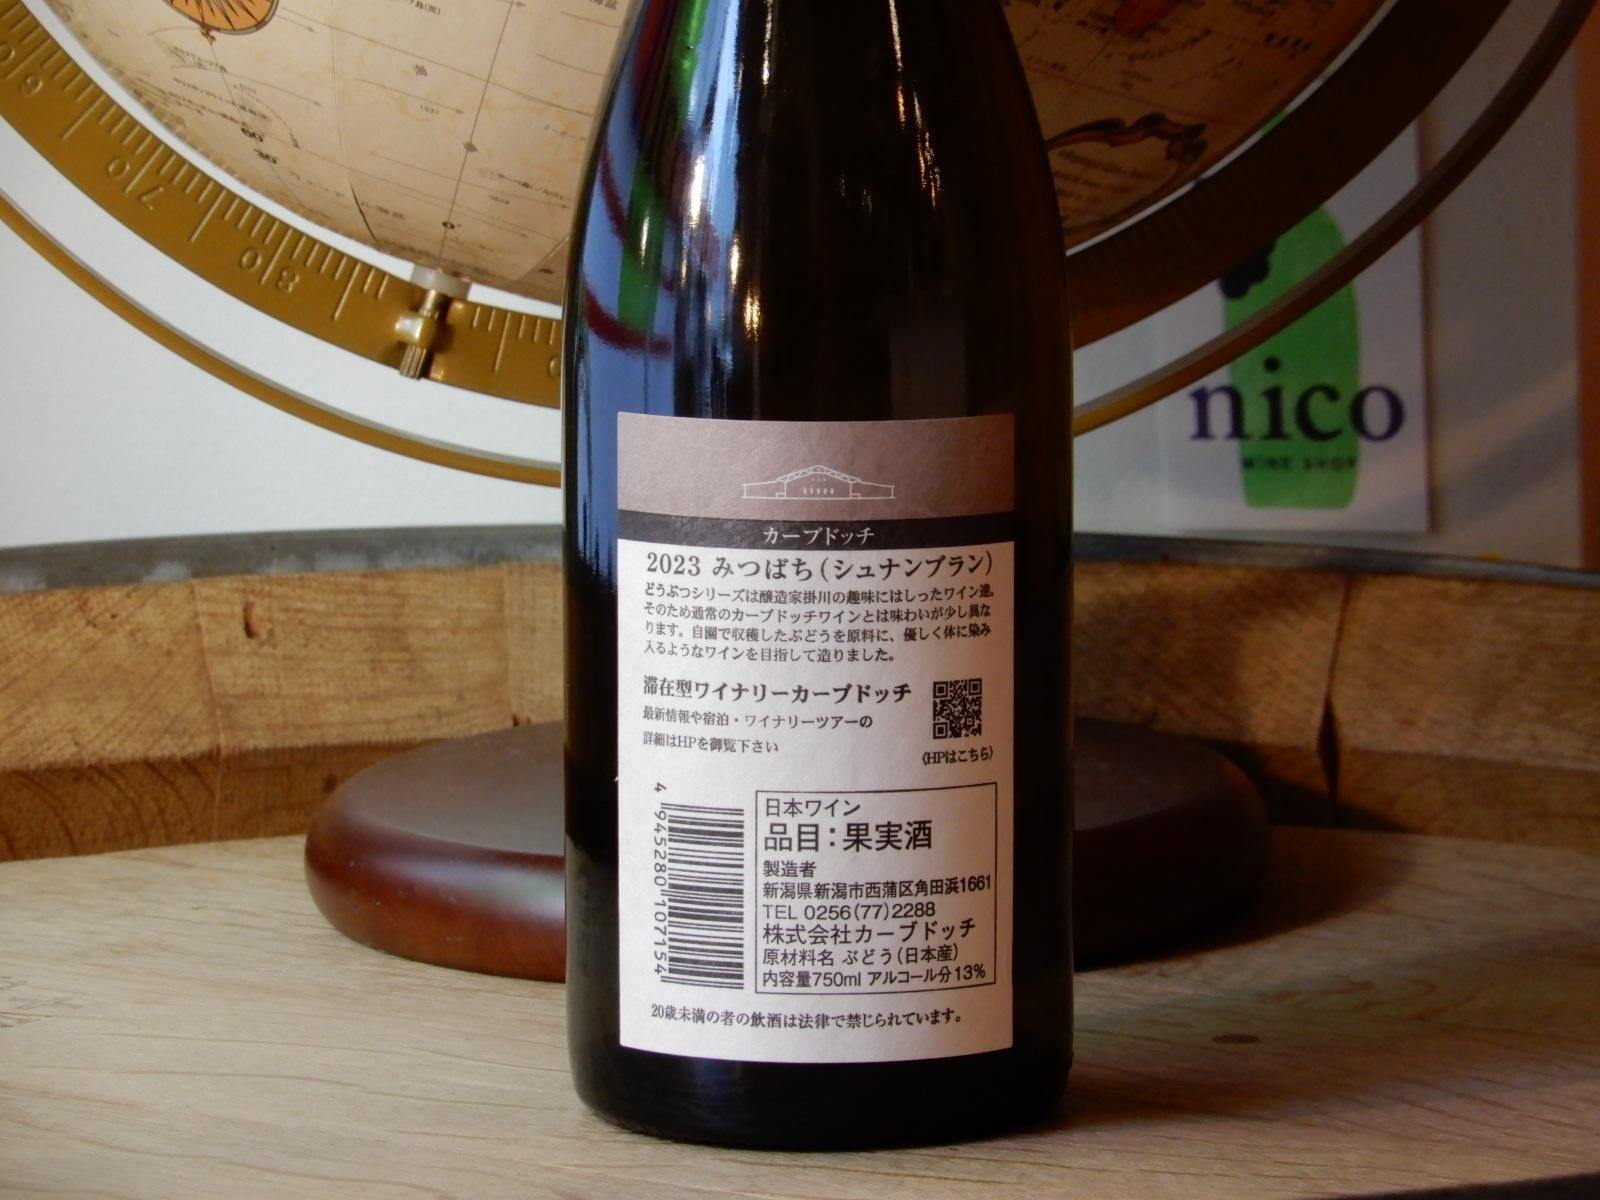 nico
WINE SHOP
カーブドッチ
2023 みつばち(シュナンブラン)
どうぶつシリーズは醸造家掛川の趣味にはしったワイン達。
そのため通常のカーブドッチワインとは味わいが少し異な
ります。自園で収穫したぶどうを原料に、優しく体に染み
入るようなワインを目指して造りました。
滞在型ワイナリーカーブドッチ
最新情報や宿泊・ワイナリーツアーの
詳細はHPを御覧下さい
〈HPはこちら〉
4 945280 107154
日本ワイン
品目:果実酒
製造者
新潟県新潟市西蒲区角田浜1661
TEL 0256(77)2288
株式会社カーブドッチ
原材料名 ぶどう(日本産)
内容量750ml アルコール分13%
20歳未満の者の飲酒は法律で禁じられています。